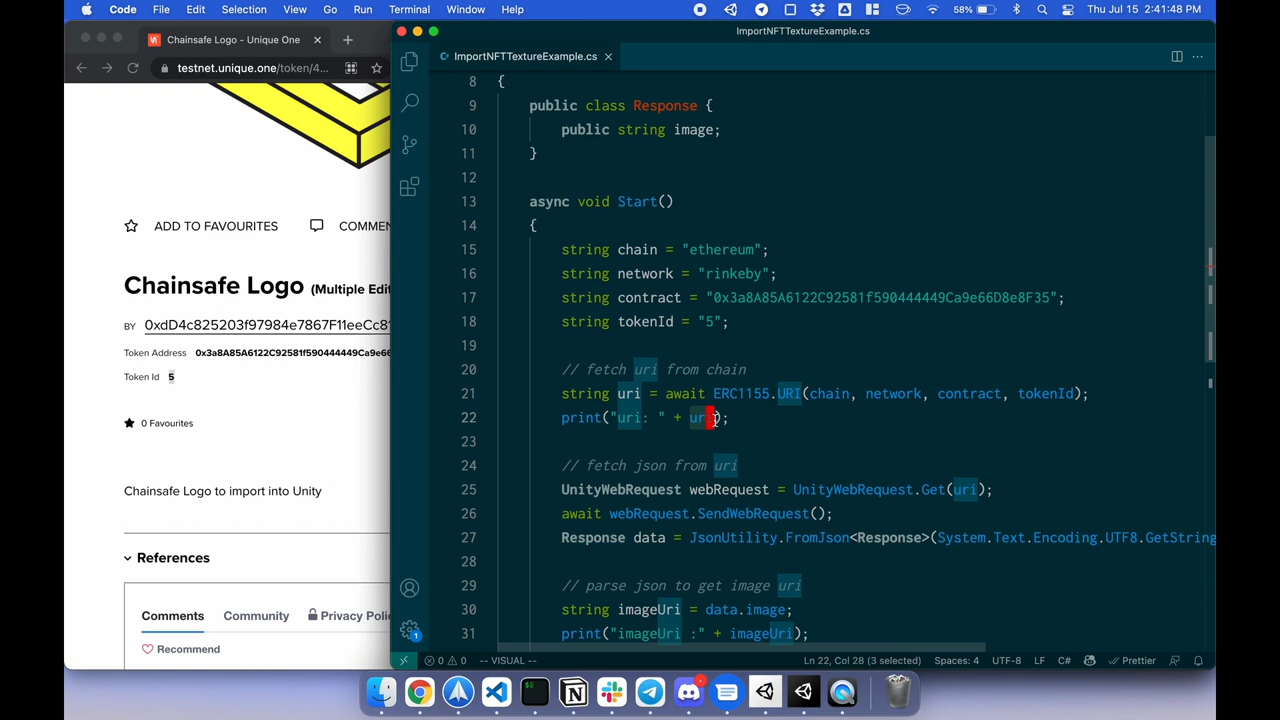 Code File Edit Selection View Go Run Terminal Window Help 58% Thu Jul 15 2:41:48 PM
ImportNFTTextureExample.cs
Chainsafe Logo - Unique One
testnet.unique.one/token/4...
ADD TO FAVOURITES
Chainsafe Logo (Multiple Edit
BY 0xdD4c825203f97984e7867F11eeCc8
Token Address 0x3a8A85A6122C92581f590444449Ca9e66
Token Id 5
0 Favourites
Chainsafe Logo to import into Unity
References
Comments Community Privacy Poli
Recommend
ImportNFTTextureExample.cs
8 {
9 public class Response {
10 public string image;
11 }
12
13 async void Start()
14 {
15 string chain = "ethereum";
16 string network = "rinkeby";
17 string contract = "0x3a8A85A6122C92581f590444449Ca9e66D8e8F35";
18 string tokenId = "5";
19
20 // fetch uri from chain
21 string uri = await ERC1155.URI(chain, network, contract, tokenId);
22 print("uri: " + uri);
23
24 // fetch json from uri
25 UnityWebRequest webRequest = UnityWebRequest.Get(uri);
26 await webRequest.SendWebRequest();
27 Response data = JsonUtility.FromJson<Response>(System.Text.Encoding.UTF8.GetString
28
29 // parse json to get image uri
30 string imageUri = data.image;
31 print("imageUri :" + imageUri);
1
0 0 -- VISUAL -- Ln 22, Col 28 (3 selected) Spaces: 4 UTF-8 LF C# Prettier